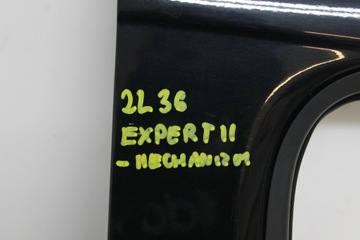 2L36
EXPERT II
- MECHANIZM